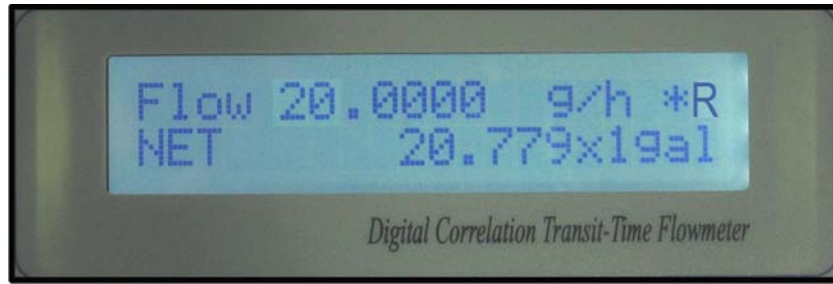 Flow 20.0000 g/h *R
NET 20.779x1gal
Digital Correlation Transit-Time Flowmeter